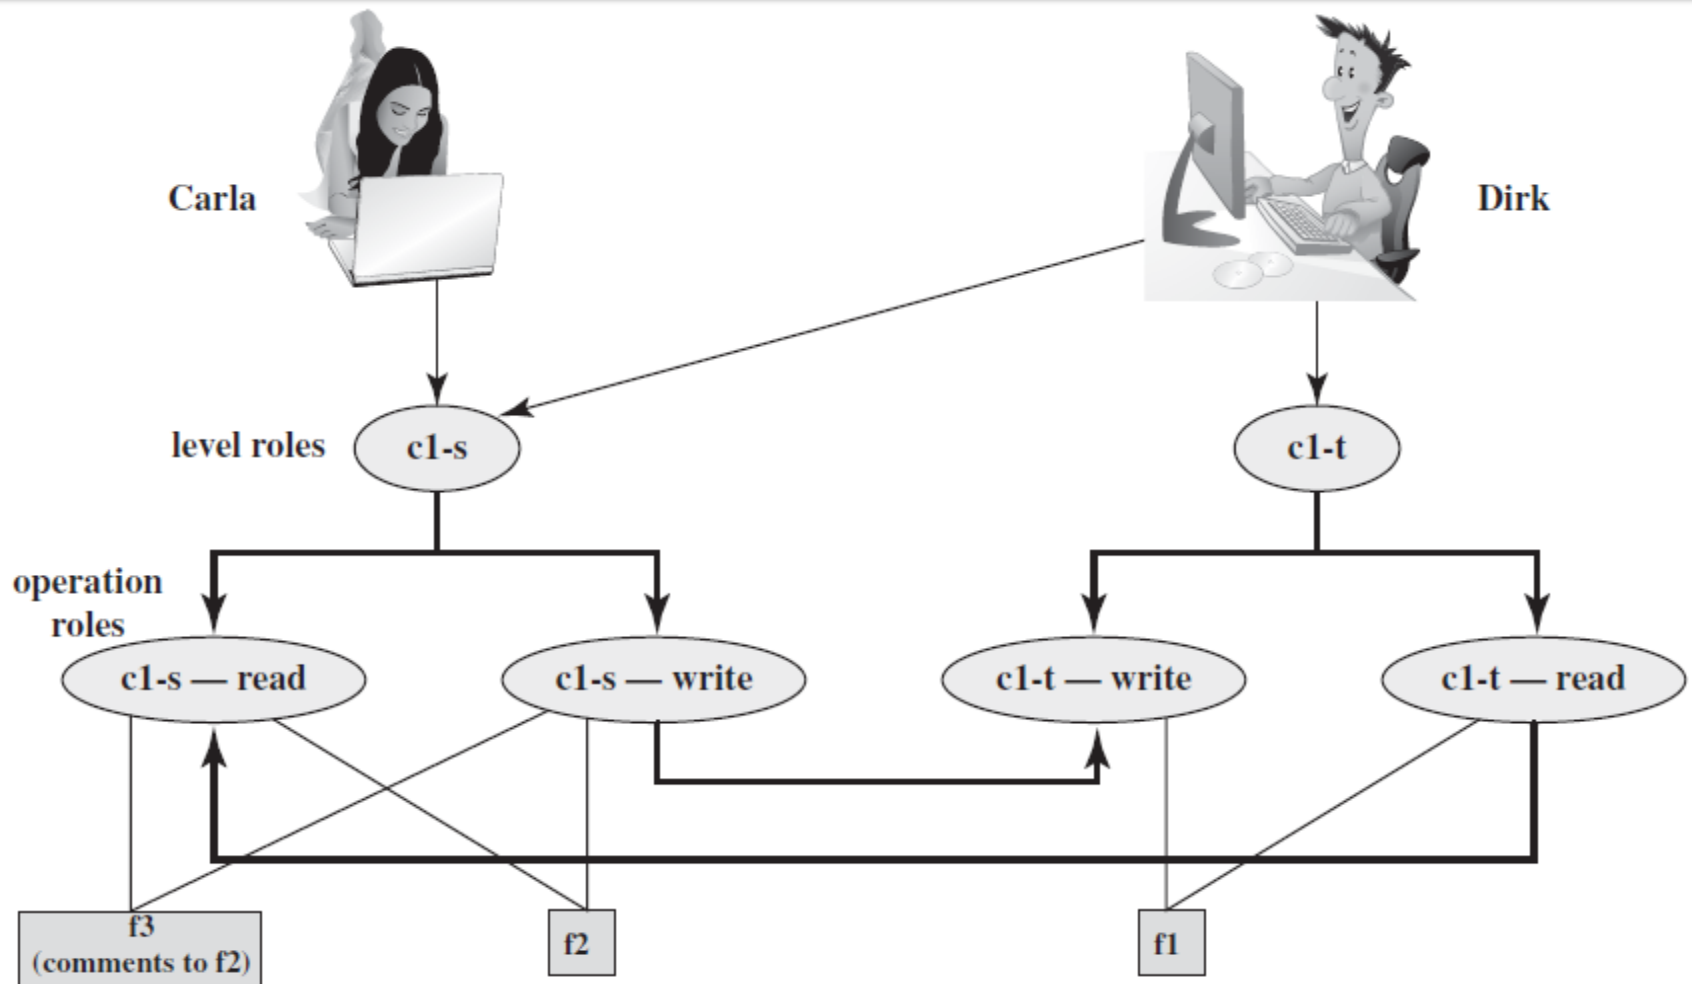 Carla
Dirk
level roles
c1-s
c1-t
operation
roles
c1-s — read
c1-s — write
c1-t — write
c1-t — read
f3
(comments to f2)
f2
f1